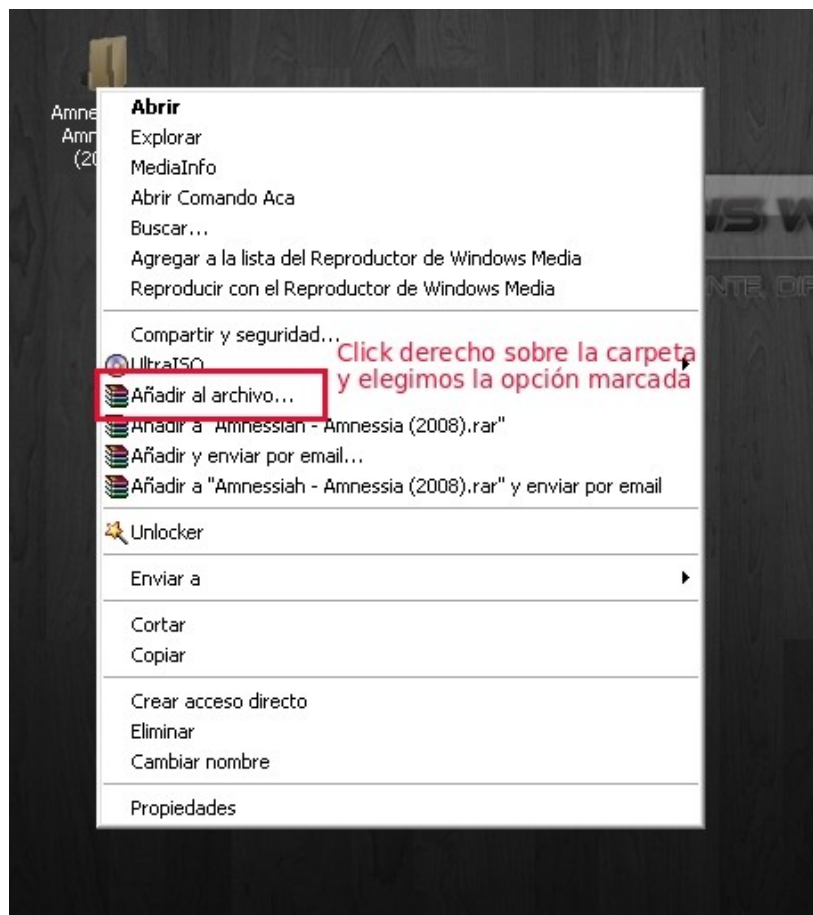 Amne
Amn
(20
Abrir
Explorar
MediaInfo
Abrir Comando Aca
Buscar...
Agregar a la lista del Reproductor de Windows Media
Reproducir con el Reproductor de Windows Media
Compartir y seguridad...
Click derecho sobre la carpeta
y elegimos la opción marcada
UltraISO
Añadir al archivo...
Añadir a "Amnessiah - Amnessia (2008).rar"
Añadir y enviar por email...
Añadir a "Amnessiah - Amnessia (2008).rar" y enviar por email
Unlocker
Enviar a
Cortar
Copiar
Crear acceso directo
Eliminar
Cambiar nombre
Propiedades